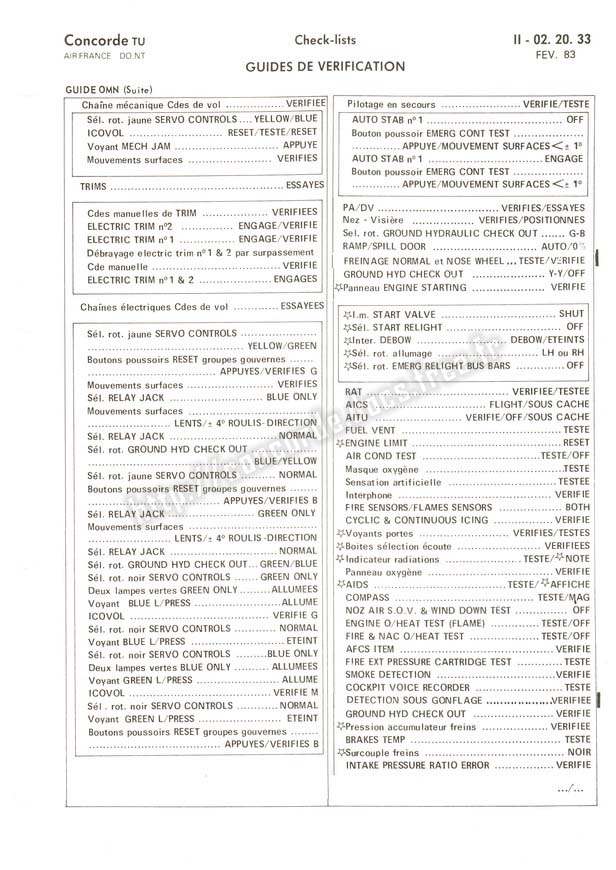 Concorde TU
AIR FRANCE DO.NT
Check-lists
II - 02. 20. 33
FEV. 83
GUIDES DE VERIFICATION
GUIDE OMN (Suite)
Chaîne mécanique Cdes de vol ................ VERIFIEE
Sél. rot. jaune SERVO CONTROLS .... YELLOW/BLUE
ICOVOL ......................... RESET/TESTE/RESET
Voyant MECH JAM ........................... APPUYE
Mouvements surfaces ...................... VERIFIES
TRIMS ................................................ ESSAYES
Cdes manuelles de TRIM .................. VERIFIEES
ELECTRIC TRIM nº2 ............. ENGAGE/VERIFIE
ELECTRIC TRIM nº 1 ............. ENGAGE/VERIFIE
Débrayage electric trim nº1 & 2 par surpassement
Cde manuelle ................................. VERIFIE
ELECTRIC TRIM nº 1 & 2 .................. ENGAGES
Chaînes électriques Cdes de vol .............. ESSAYEES
Sél. rot. jaune SERVO CONTROLS ....................
........................................ YELLOW/GREEN
Boutons poussoirs RESET groupes gouvernes .......
................................. APPUYES/VERIFIES G
Mouvements surfaces ...................... VERIFIES
Sél. RELAY JACK ........................ BLUE ONLY
Mouvements surfaces ...............................
..................... LENTS/± 4º ROULIS-DIRECTION
Sél. RELAY JACK ............................ NORMAL
Sél. rot. GROUND HYD CHECK OUT ................
......................................... BLUE/YELLOW
Sél. rot. jaune SERVO CONTROLS .......... NORMAL
Boutons poussoirs RESET groupes gouvernes .......
................................. APPUYES/VERIFIES B
Sél. RELAY JACK ..................... GREEN ONLY
Mouvements surfaces ...............................
..................... LENTS/± 4º ROULIS-DIRECTION
Sél. RELAY JACK ............................ NORMAL
Sél. rot. GROUND HYD CHECK OUT... GREEN/BLUE
Sél. rot. noir SERVO CONTROLS ....... GREEN ONLY
Deux lampes vertes GREEN ONLY ......... ALLUMEES
Voyant BLUE L/PRESS ...................... ALLUME
ICOVOL ................................... VERIFIE G
Sél. rot. noir SERVO CONTROLS ............ NORMAL
Voyant BLUE L/PRESS ....................... ETEINT
Sél. rot. noir SERVO CONTROLS .........BLUE ONLY
Deux lampes vertes BLUE ONLY .......... ALLUMEES
Voyant GREEN L/PRESS ..................... ALLUME
ICOVOL ................................... VERIFIE M
Sél. rot. noir SERVO CONTROLS ............NORMAL
Voyant GREEN L/PRESS ..................... ETEINT
Boutons poussoirs RESET groupes gouvernes .......
................................. APPUYES/VERIFIES B
Pilotage en secours ................... VERIFIE/TESTE
AUTO STAB nº 1 .................................. OFF
Bouton poussoir EMERG CONT TEST ................
............ APPUYE/MOUVEMENT SURFACES < ± 1º
AUTO STAB nº 1 ............................ENGAGE
Bouton poussoir EMERG CONT TEST ................
............ APPUYE/MOUVEMENT SURFACES < ± 1º
PA/DV ............................. VERIFIES/ESSAYES
Nez - Visière .................. VERIFIES/POSITIONNES
Sel. rot. GROUND HYDRAULIC CHECK OUT ....... G-B
RAMP/SPILL DOOR ........................ AUTO/0%
FREINAGE NORMAL et NOSE WHEEL ... TESTE/VERIFIE
GROUND HYD CHECK OUT .................... Y-Y/OFF
☆Panneau ENGINE STARTING .................. VERIFIE
☆I.m. START VALVE ........................... SHUT
☆Sél. START RELIGHT .......................... OFF
☆Inter. DEBOW ....................... DEBOW/ETEINTS
☆Sél. rot. allumage ........................ LH ou RH
☆Sél. rot. EMERG RELIGHT BUS BARS ............. OFF
RAT .................................. VERIFIEE/TESTEE
AICS ............................ FLIGHT/SOUS CACHE
AITU ...................... VERIFIE/OFF/SOUS CACHE
FUEL VENT ...................................... TESTE
☆ENGINE LIMIT .................................. RESET
AIR COND TEST ............................TESTE/OFF
Masque oxygène .................................TESTE
Sensation artificielle ........................... TESTEE
Interphone .................................... VERIFIE
FIRE SENSORS/FLAMES SENSORS .............. BOTH
CYCLIC & CONTINUOUS ICING ................ VERIFIE
☆Voyants portes ...................... VERIFIES/TESTES
☆Boites sélection écoute ..................... VERIFIEES
☆Indicateur radiations ..................TESTE/☆NOTE
Panneau oxygène ............................. VERIFIE
☆AIDS ................................ TESTE/☆AFFICHE
COMPASS ................................ TESTE/MAG
NOZ AIR S.O.V. & WIND DOWN TEST .............. OFF
ENGINE O/HEAT TEST (FLAME) .............TESTE/OFF
FIRE & NAC O/HEAT TEST ................. TESTE/OFF
AFCS ITEM .................................... VERIFIE
FIRE EXT PRESSURE CARTRIDGE TEST ........... TESTE
SMOKE DETECTION ............................VERIFIE
COCKPIT VOICE RECORDER ..................... TESTE
DETECTION SOUS GONFLAGE ..................VERIFIEE
GROUND HYD CHECK OUT ..................... VERIFIE
☆Pression accumulateur freins ................. VERIFIEE
BRAKES TEMP ................................... TESTE
☆Surcouple freins ................................ NOIR
INTAKE PRESSURE RATIO ERROR ............... VERIFIE
.../...